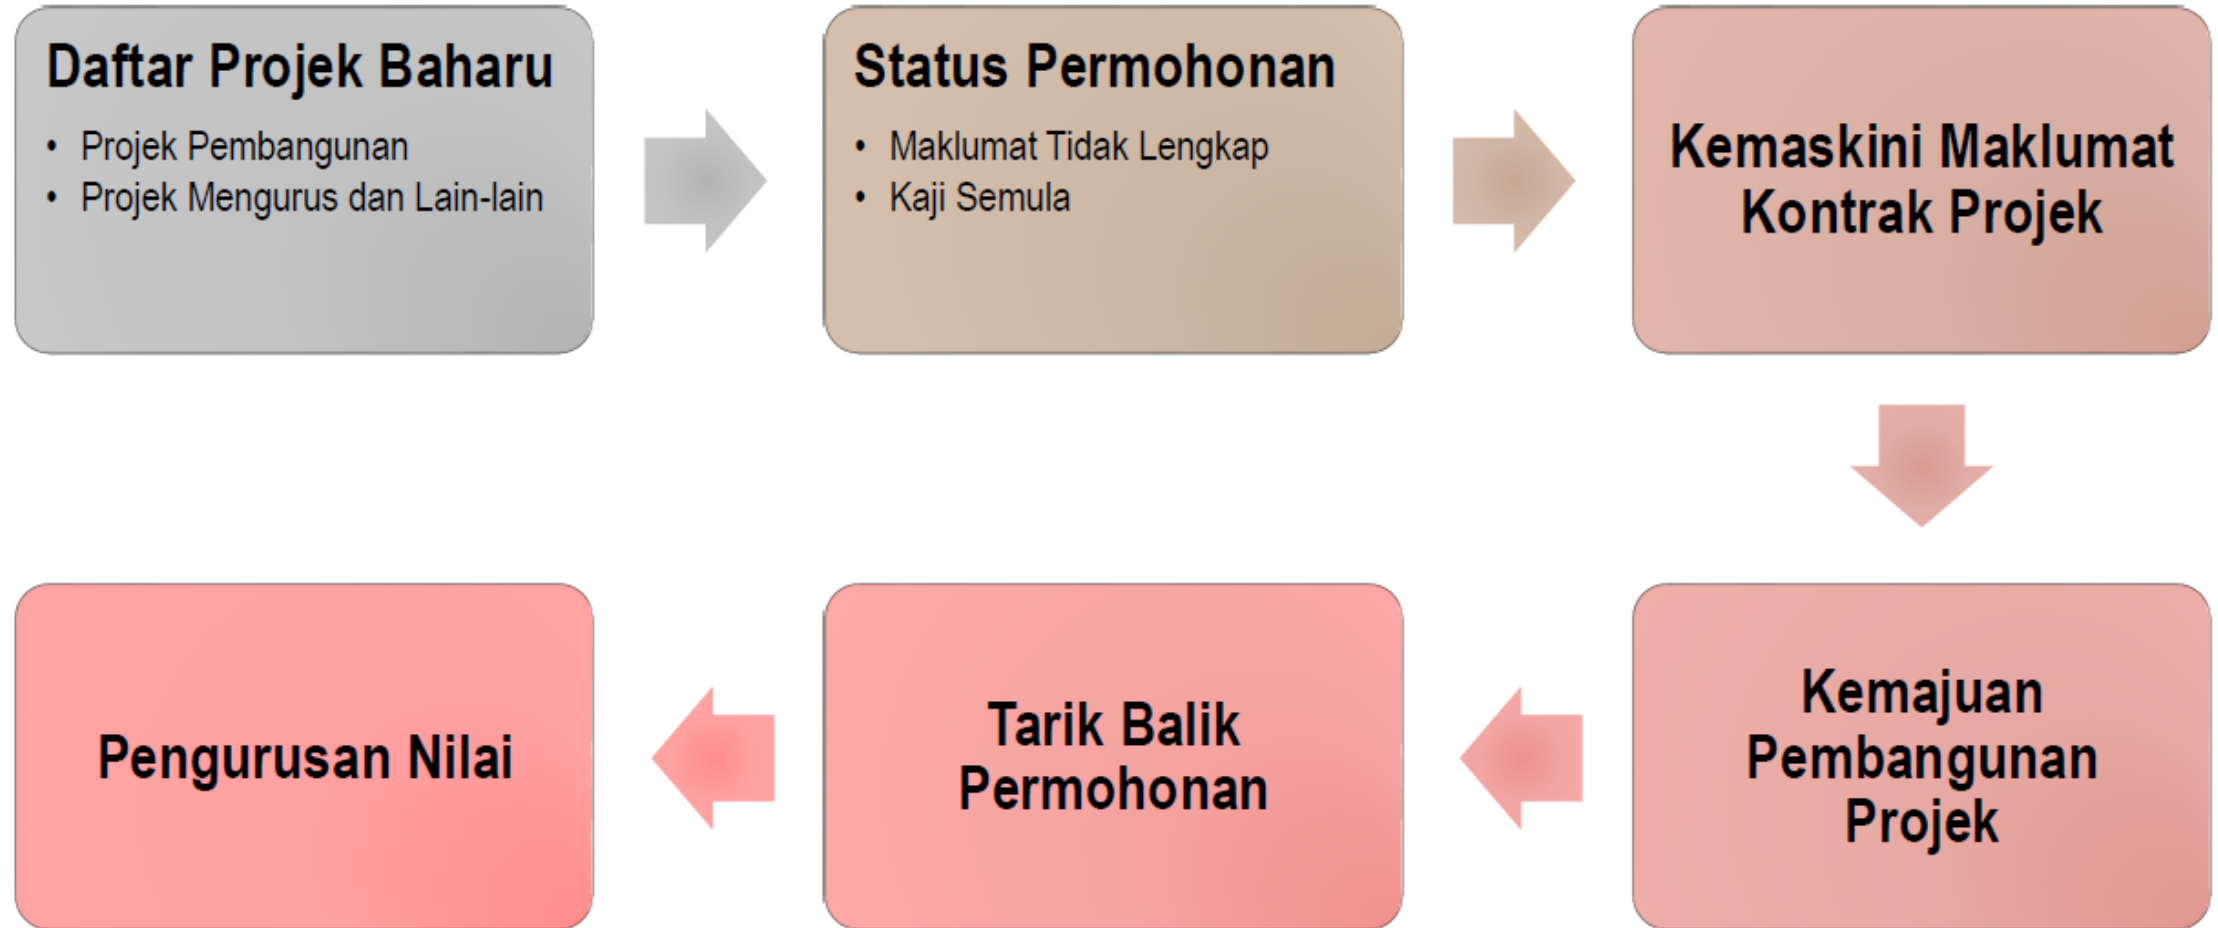 Daftar Projek Baharu
• Projek Pembangunan
• Projek Mengurus dan Lain-lain
Status Permohonan
• Maklumat Tidak Lengkap
• Kaji Semula
Kemaskini Maklumat
Kontrak Projek
Kemajuan
Pembangunan
Projek
Tarik Balik
Permohonan
Pengurusan Nilai